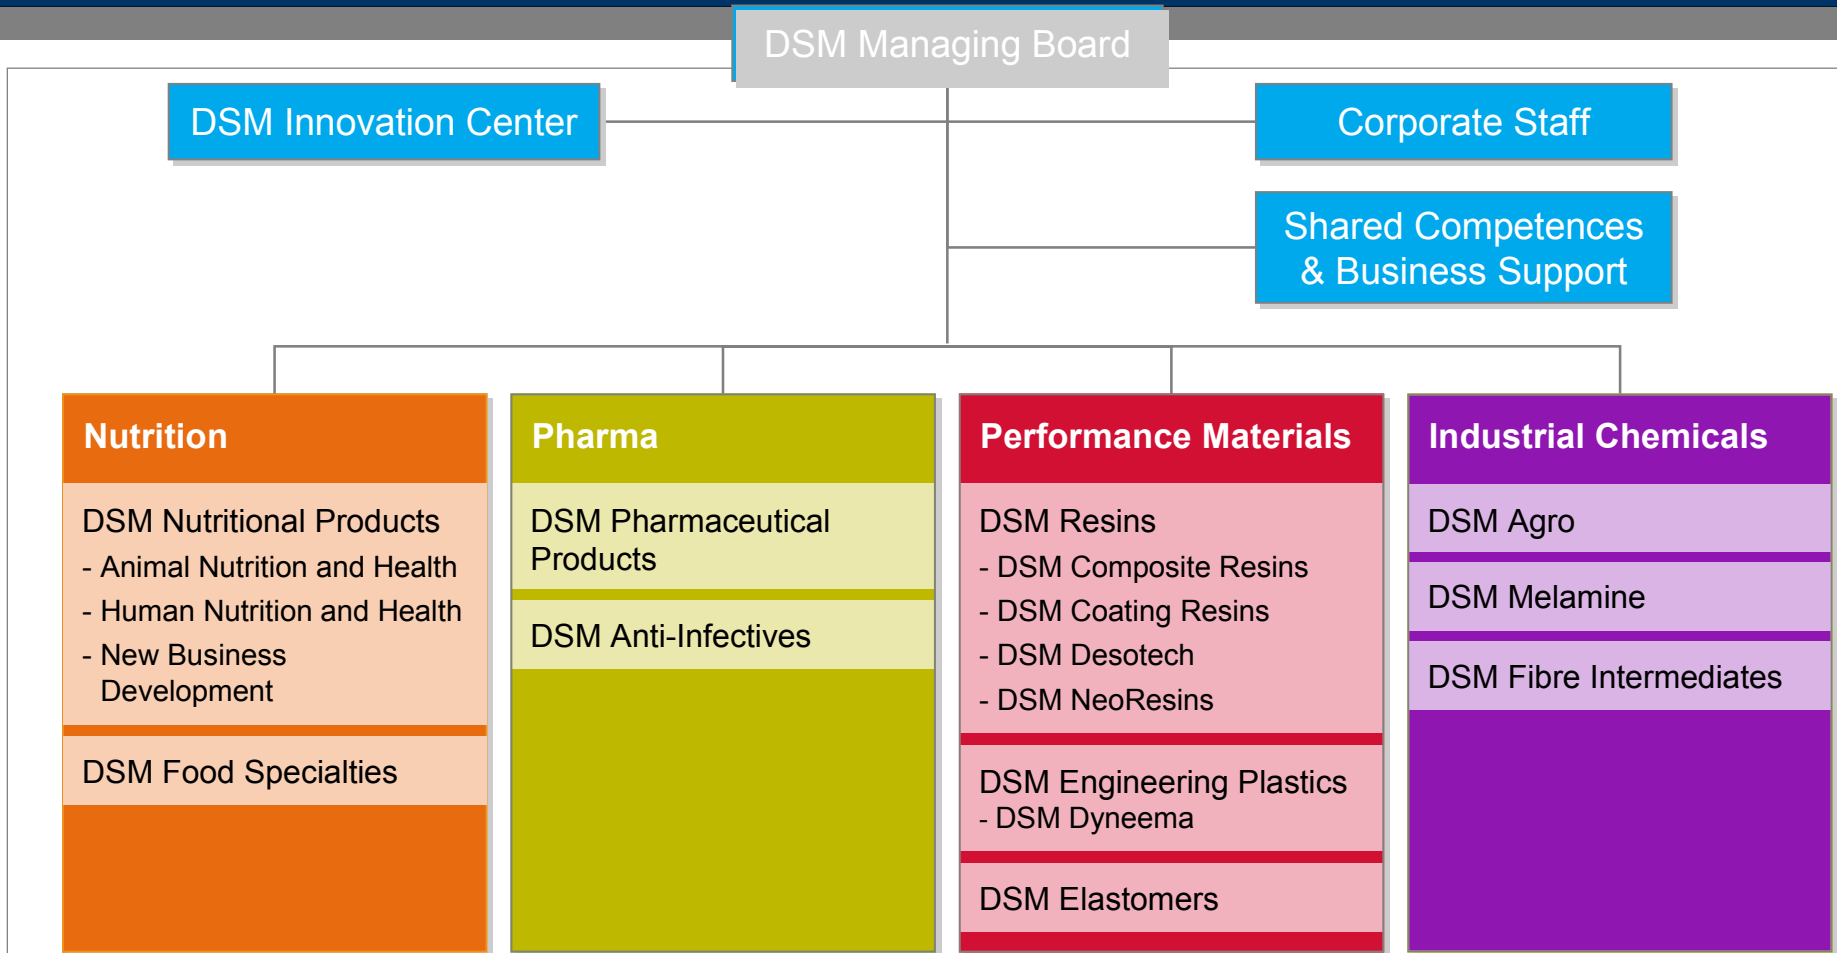 DSM Managing Board
DSM Innovation Center
Corporate Staff
Shared Competences
& Business Support
Nutrition
DSM Nutritional Products
- Animal Nutrition and Health
- Human Nutrition and Health
- New Business
Development
DSM Food Specialties
Pharma
DSM Pharmaceutical
Products
DSM Anti-Infectives
Performance Materials
DSM Resins
- DSM Composite Resins
- DSM Coating Resins
- DSM Desotech
- DSM NeoResins
DSM Engineering Plastics
- DSM Dyneema
DSM Elastomers
Industrial Chemicals
DSM Agro
DSM Melamine
DSM Fibre Intermediates